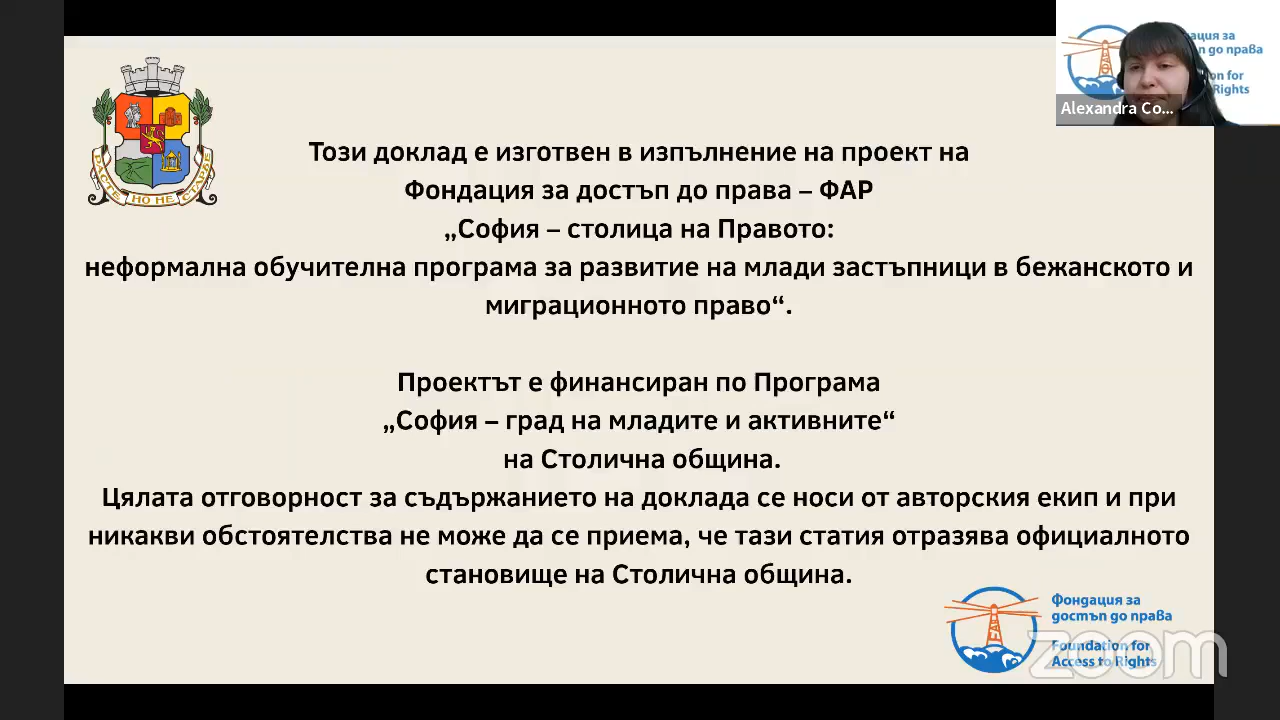 Този доклад е изготвен в изпълнение на проект на
Фондация за достъп до права – ФАР
„София – столица на Правото:
неформална обучителна програма за развитие на млади застъпници в бежанското и
миграционното право“.
Проектът е финансиран по Програма
„София – град на младите и активните“
на Столична община.
Цялата отговорност за съдържанието на доклада се носи от авторския екип и при
никакви обстоятелства не може да се приема, че тази статия отразява официалното
становище на Столична община.
РАСТЕ НО НЕ СТАРЕЕ
Alexandra Co...
Фондация за
достъп до права
Foundation for
Access to Rights
zoom